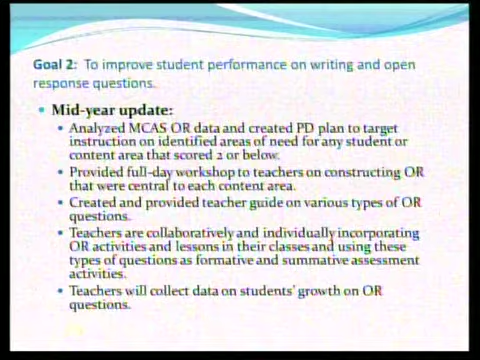 Goal 2: To improve student performance on writing and open
response questions.
• Mid-year update:
• Analyzed MCAS OR data and created PD plan to target
instruction on identified areas of need for any student or
content area that scored 2 or below.
• Provided full-day workshop to teachers on constructing OR
that were central to each content area.
• Created and provided teacher guide on various types of OR
questions.
• Teachers are collaboratively and individually incorporating
OR activities and lessons in their classes and using these
types of questions as formative and summative assessment
activities.
• Teachers will collect data on students' growth on OR
questions.